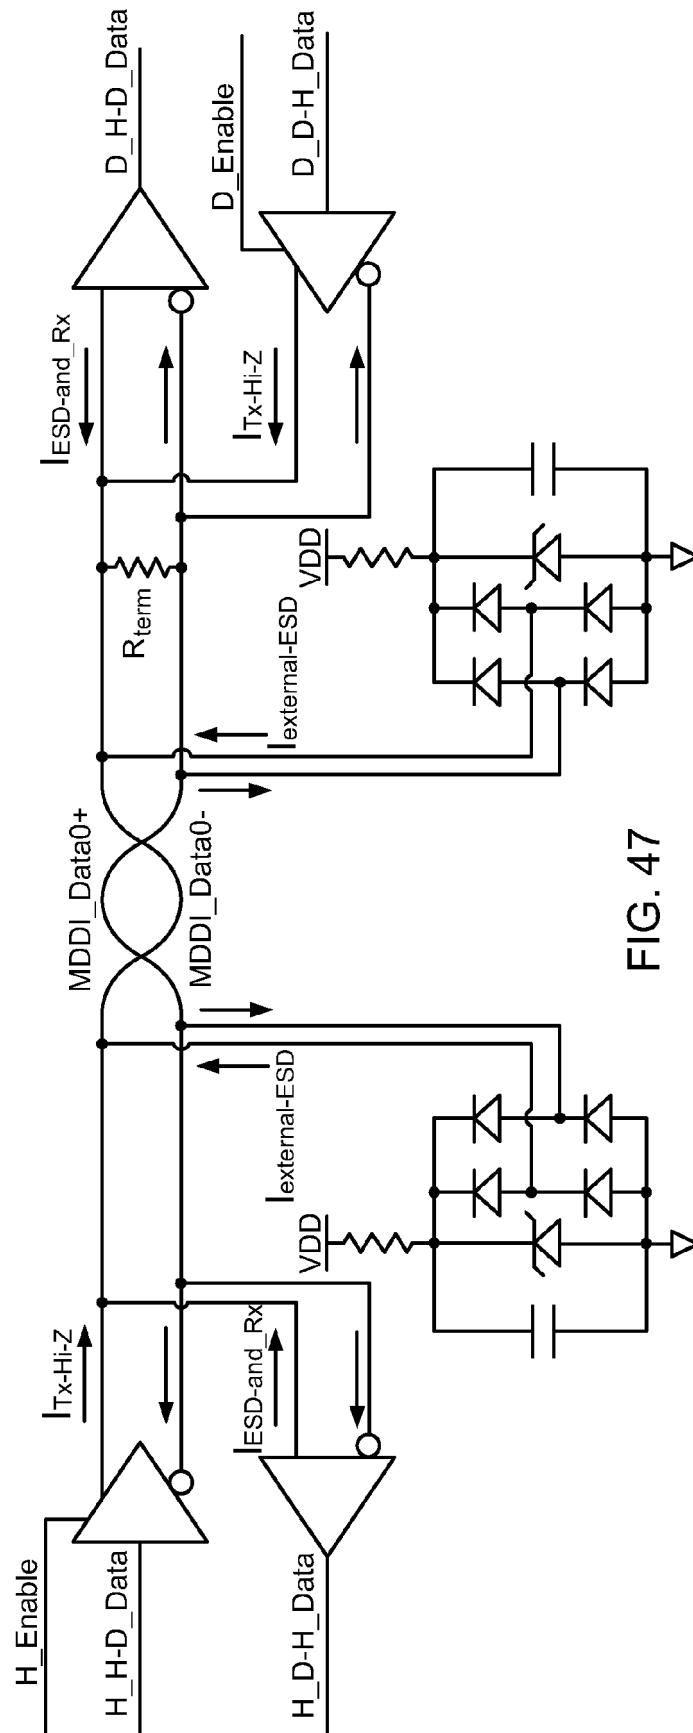 H_Enable
H_H-D_Data
H_D-H_Data
ITx-Hi-Z
IESD-and_Rx
VDD
Iexternal-ESD
MDDI_Data0+
MDDI_Data0-
Iexternal-ESD
Rterm
VDD
IESD-and_Rx
ITx-Hi-Z
D_H-D_Data
D_Enable
D_D-H_Data
FIG. 47